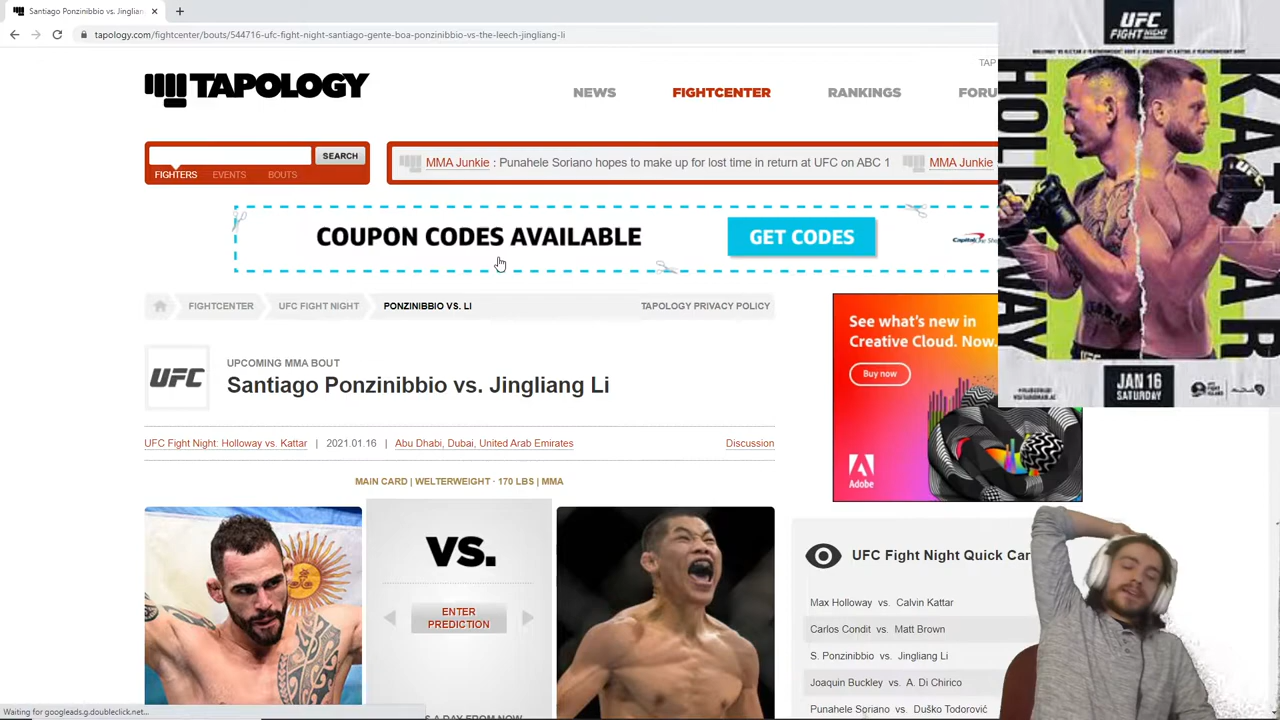 Santiago Ponzinibbio vs. Jinglian
tapology.com/fightcenter/bouts/544716-ufc-fight-night-santiago-gente-boa-ponzinibbio-vs-the-leech-jingliang-li
TAPOLOGY
TAP
NEWS
FIGHTCENTER
RANKINGS
FORU
SEARCH
FIGHTERS
EVENTS
BOUTS
MMA Junkie : Punahele Soriano hopes to make up for lost time in return at UFC on ABC 1
MMA Junkie
COUPON CODES AVAILABLE
GET CODES
FIGHTCENTER
UFC FIGHT NIGHT
PONZINIBBIO VS. LI
TAPOLOGY PRIVACY POLICY
UFC
UPCOMING MMA BOUT
Santiago Ponzinibbio vs. Jingliang Li
UFC Fight Night: Holloway vs. Kattar | 2021.01.16 | Abu Dhabi, Dubai, United Arab Emirates
Discussion
MAIN CARD | WELTERWEIGHT · 170 LBS | MMA
VS.
ENTER
PREDICTION
S A DAY FROM NOW
See what's new in
Creative Cloud. Now.
Buy now
Adobe
UFC Fight Night Quick Car
Max Holloway vs. Calvin Kattar
Carlos Condit vs. Matt Brown
S. Ponzinibbio vs. Jingliang Li
Joaquin Buckley vs. A. Di Chirico
Punahele Soriano vs. Duško Todorović
UFC
FIGHT NIGHT
HOLLOWAY
KATTAR
JAN 16
SATURDAY
Waiting for googleads.g.doubleclick.net...